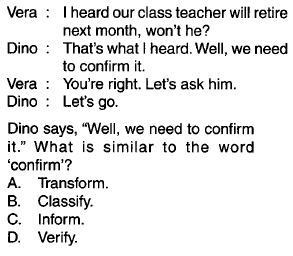 Vera : I heard our class teacher will retire
next month, won't he?
Dino : That's what I heard. Well, we need
to confirm it.
Vera : You're right. Let's ask him.
Dino : Let's go.
Dino says, "Well, we need to confirm
it." What is similar to the word
'confirm'?
A. Transform.
B. Classify.
C. Inform.
D. Verify.